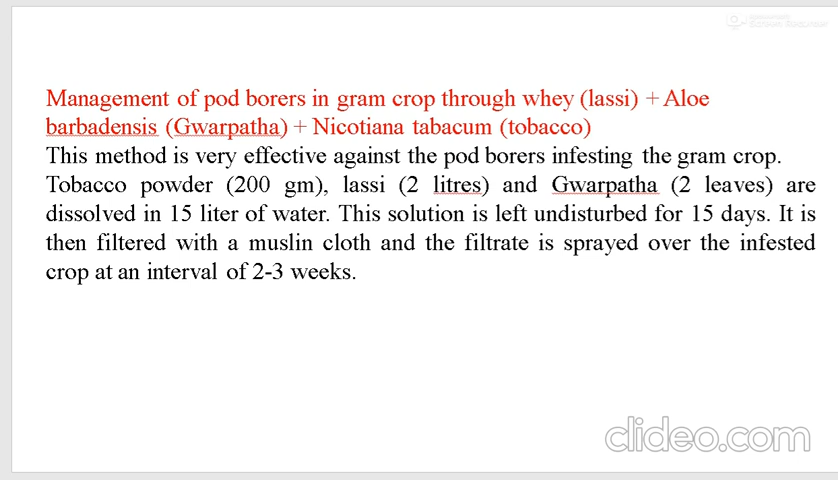 Management of pod borers in gram crop through whey (lassi) + Aloe
barbadensis (Gwarpatha) + Nicotiana tabacum (tobacco)
This method is very effective against the pod borers infesting the gram crop.
Tobacco powder (200 gm), lassi (2 litres) and Gwarpatha (2 leaves) are
dissolved in 15 liter of water. This solution is left undisturbed for 15 days. It is
then filtered with a muslin cloth and the filtrate is sprayed over the infested
crop at an interval of 2-3 weeks.
clideo.com